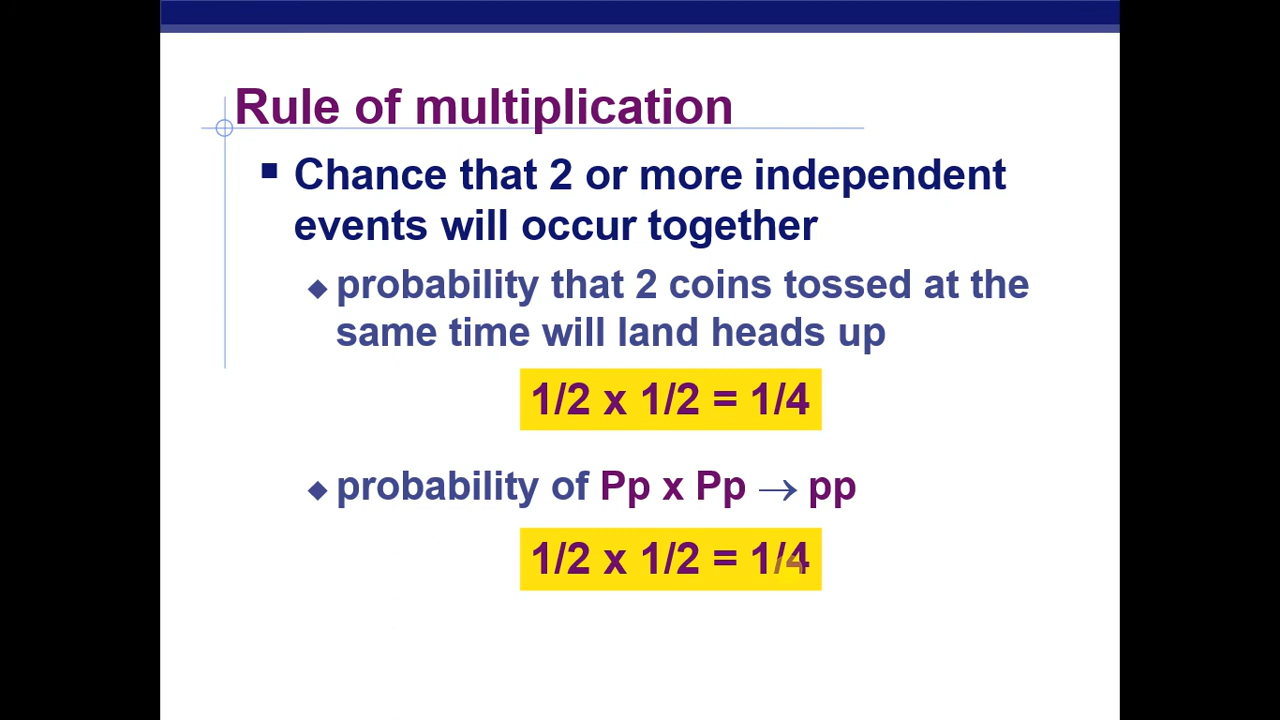 Rule of multiplication
■ Chance that 2 or more independent
events will occur together
◆ probability that 2 coins tossed at the
same time will land heads up
1/2 x 1/2 = 1/4
◆ probability of Pp x Pp → pp
1/2 x 1/2 = 1/4